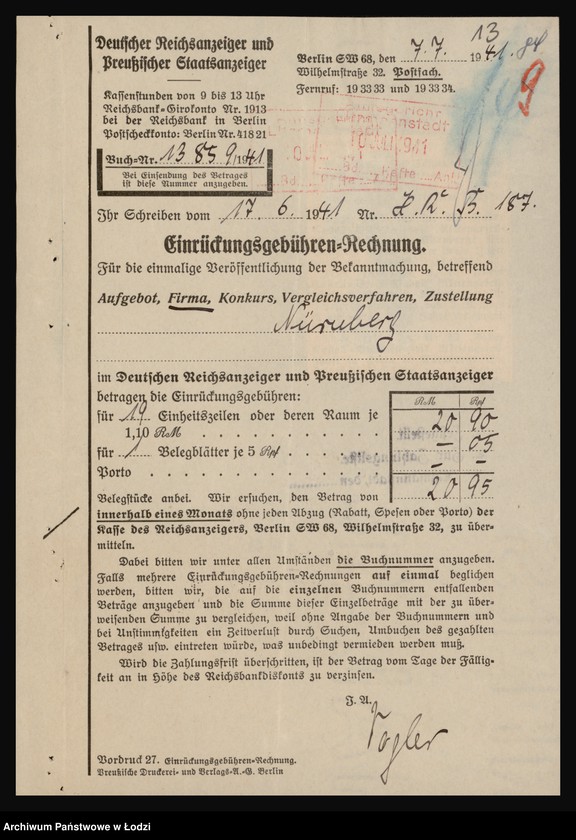 13
Deutscher Reichsanzeiger und
Preußischer Staatsanzeiger
Berlin SW 68, den 7. 7. 1941.
Wilhelmstraße 32. Postfach.
Fernruf: 19 33 33 und 19 33 34.
9
Kassenstunden von 9 bis 13 Uhr
Reichsbank-Girokonto Nr. 1913
bei der Reichsbank in Berlin
Postscheckkonto: Berlin Nr. 418 21
Buch-Nr. 13 85 9/1941
Bei Einsendung des Betrages
ist diese Nummer anzugeben.
Ihr Schreiben vom 17. 6. 1941 Nr. H. R. B. 187.
Einrückungsgebühren-Rechnung.
Für die einmalige Veröffentlichung der Bekanntmachung, betreffend
Aufgebot, Firma, Konkurs, Vergleichsverfahren, Zustellung
Nürnberg
im Deutschen Reichsanzeiger und Preußischen Staatsanzeiger
betragen die Einrückungsgebühren:
RM Rpf
für 19 Einheitszeilen oder deren Raum je
1,10 RM 20 90
für 1 Belegblätter je 5 Rpf — 05
Porto — —
20 95
Belegstücke anbei. Wir ersuchen, den Betrag von
innerhalb eines Monats ohne jeden Abzug (Rabatt, Spesen oder Porto) der
Kasse des Reichsanzeigers, Berlin SW 68, Wilhelmstraße 32, zu über-
mitteln.
Dabei bitten wir unter allen Umständen die Buchnummer anzugeben.
Falls mehrere Einrückungsgebühren-Rechnungen auf einmal beglichen
werden, bitten wir, die auf die einzelnen Buchnummern entfallenden
Beträge anzugeben und die Summe dieser Einzelbeträge mit der zu über-
weisenden Summe zu vergleichen, weil ohne Angabe der Buchnummern und
bei Unstimmigkeiten ein Zeitverlust durch Suchen, Umbuchen des gezahlten
Betrages usw. eintreten würde, was unbedingt vermieden werden muß.
Wird die Zahlungsfrist überschritten, ist der Betrag vom Tage der Fällig-
keit an in Höhe des Reichsbankdiskonts zu verzinsen.
J. A.
Vogler
Vordruck 27. Einrückungsgebühren-Rechnung.
Preußische Druckerei- und Verlags-A.-G. Berlin
Archiwum Państwowe w Łodzi